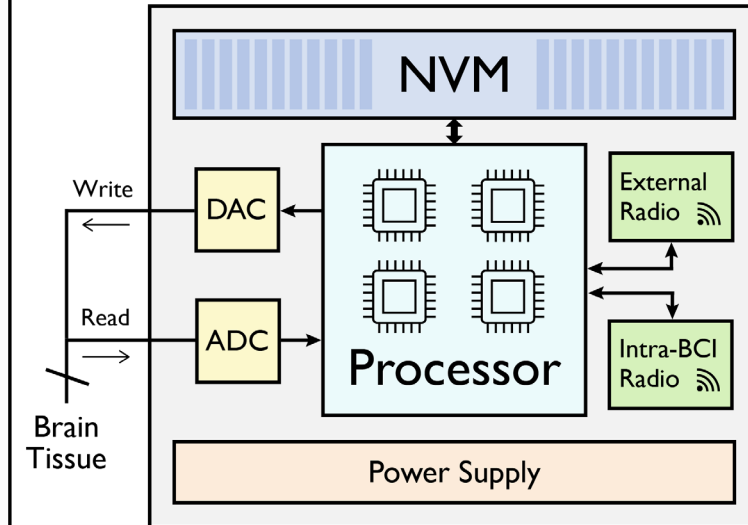 NVM
Write
DAC
External
Radio
Read
ADC
Processor
Intra-BCI
Radio
Brain
Tissue
Power Supply